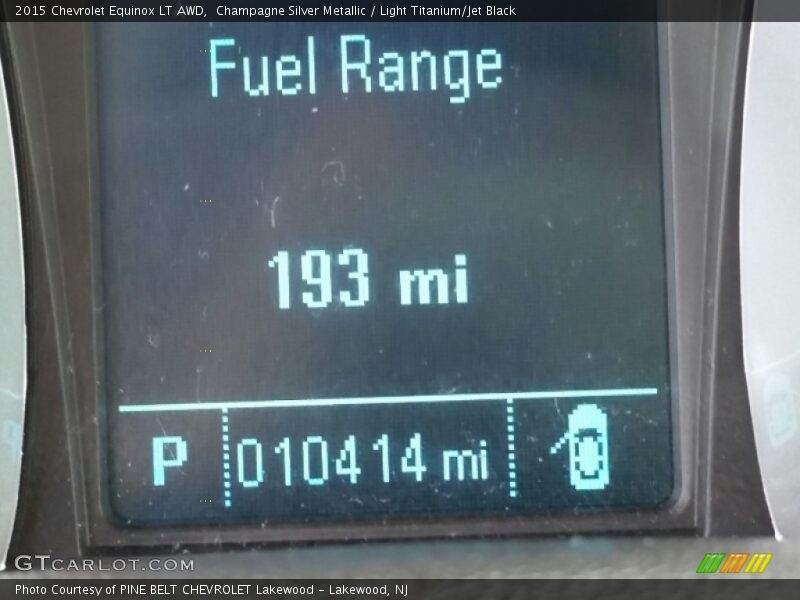 2015 Chevrolet Equinox LT AWD,  Champagne Silver Metallic / Light Titanium/Jet Black
Fuel Range
193 mi
P 010414 mi
GTCARLOT.COM
Photo Courtesy of PINE BELT CHEVROLET Lakewood - Lakewood, NJ